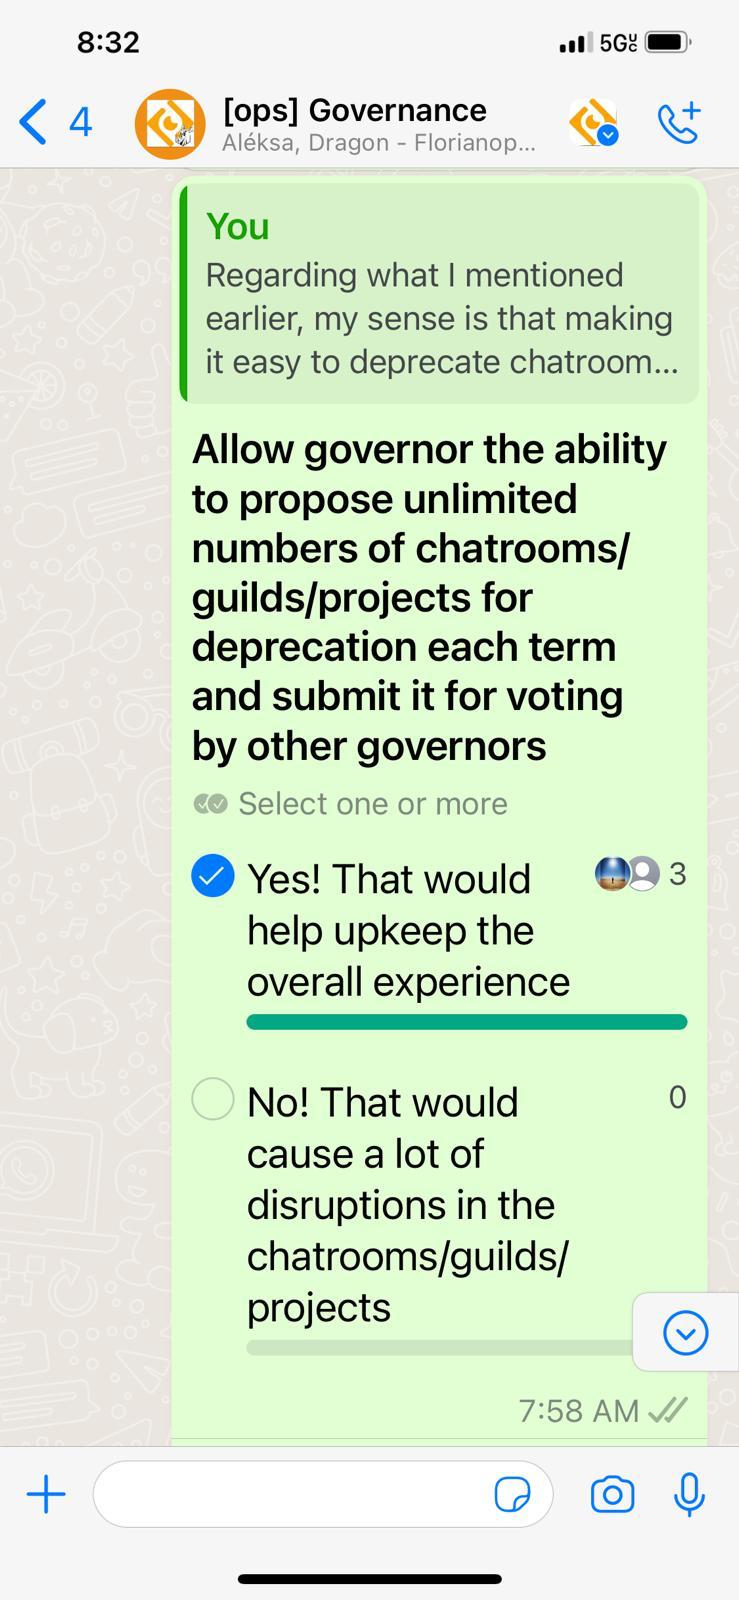 8:32
5G UC
4
[ops] Governance
Aléksa, Dragon - Florianop...
You
Regarding what I mentioned
earlier, my sense is that making
it easy to deprecate chatroom...
Allow governor the ability
to propose unlimited
numbers of chatrooms/
guilds/projects for
deprecation each term
and submit it for voting
by other governors
Select one or more
Yes! That would
help upkeep the
overall experience
3
No! That would
cause a lot of
disruptions in the
chatrooms/guilds/
projects
0
7:58 AM